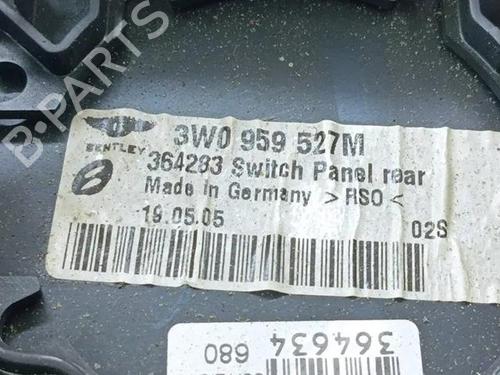 B-PARTS
3W0 959 527M
BENTLEY
364283 Switch Panel rear
B
Made in Germany > RSO <
19.05.05
02S
364634
680